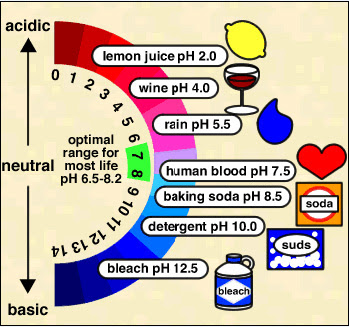 acidic
lemon juice pH 2.0
wine pH 4.0
rain pH 5.5
0
1
2
3
4
5
6
7
8
9
10
11
12
13
14
optimal
range for
most life
pH 6.5-8.2
neutral
human blood pH 7.5
baking soda pH 8.5
soda
detergent pH 10.0
suds
bleach pH 12.5
bleach
basic